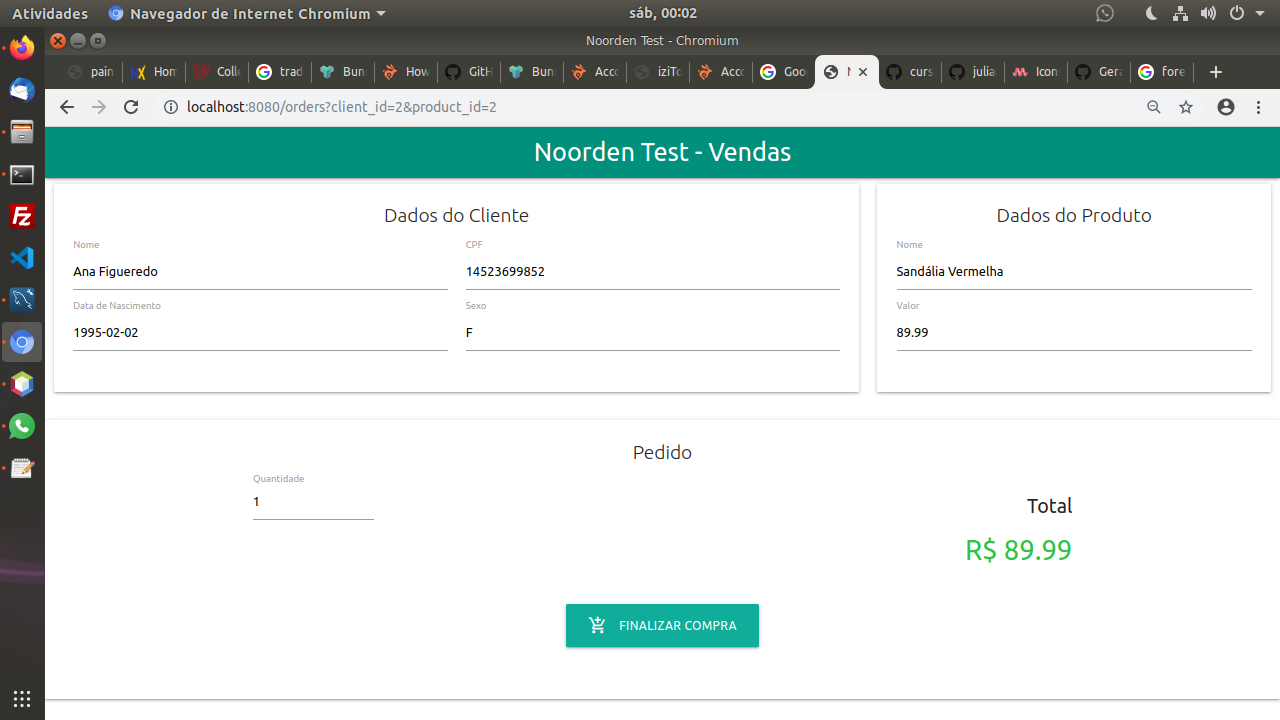 Atividades Navegador de Internet Chromium sáb, 00:02
Noorden Test - Chromium
pain Hom Colle trad Bun How GitH Bun Acco iziTo Acco Goo N curs julia Icon Gera fore
localhost:8080/orders?client_id=2&product_id=2
Noorden Test - Vendas
Dados do Cliente
Nome CPF
Ana Figueredo 14523699852
Data de Nascimento Sexo
1995-02-02 F
Dados do Produto
Nome
Sandália Vermelha
Valor
89.99
Pedido
Quantidade
1
Total
R$ 89.99
FINALIZAR COMPRA